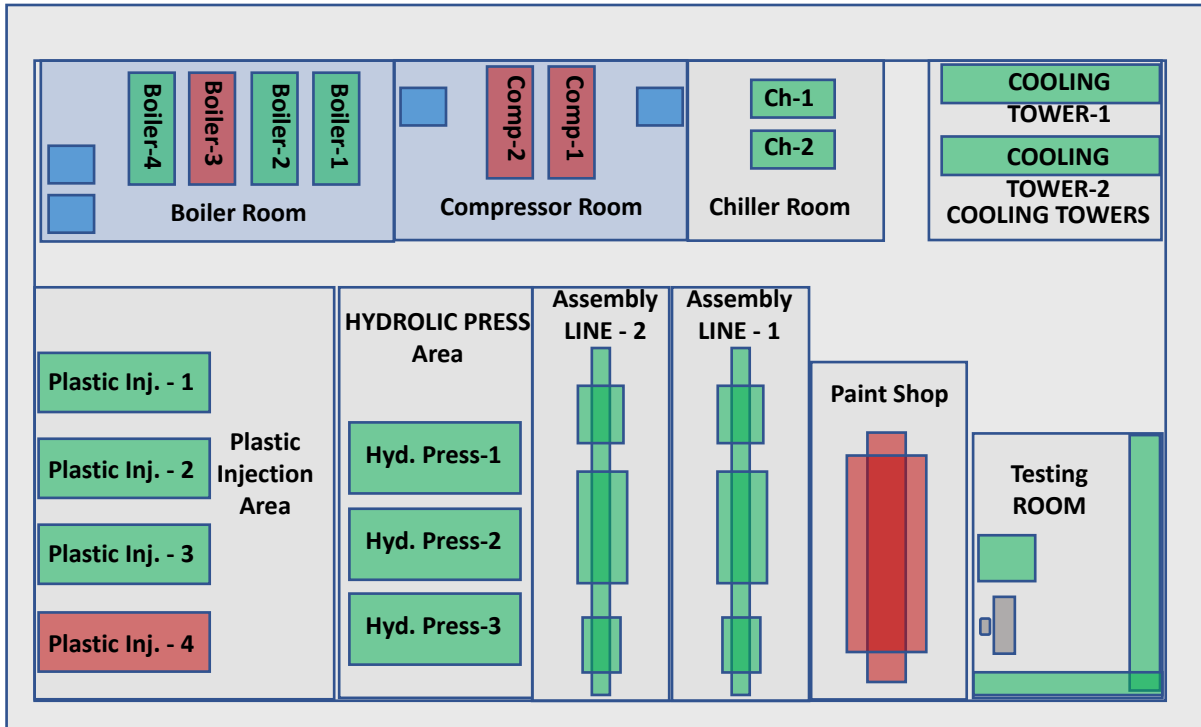 Boiler-4
Boiler-3
Boiler-2
Boiler-1
Boiler Room
Comp-2
Comp-1
Compressor Room
Ch-1
Ch-2
Chiller Room
COOLING
TOWER-1
COOLING
TOWER-2
COOLING TOWERS
Plastic Inj. - 1
Plastic Inj. - 2
Plastic Inj. - 3
Plastic Inj. - 4
Plastic
Injection
Area
HYDROLIC PRESS
Area
Hyd. Press-1
Hyd. Press-2
Hyd. Press-3
Assembly
LINE - 2
Assembly
LINE - 1
Paint Shop
Testing
ROOM